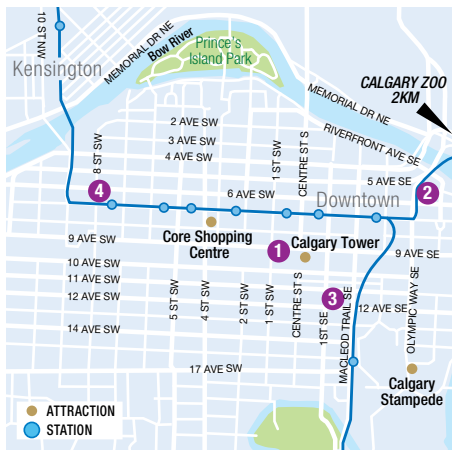 10 ST NW
Kensington
MEMORIAL DR NE
Bow River
Prince's
Island Park
CALGARY ZOO
2KM
MEMORIAL DR NE
RIVERFRONT AVE SE
2 AVE SW
3 AVE SW
4 AVE SW
8 ST SW
1 ST SW
CENTRE ST S
5 AVE SE
4
6 AVE SW
Downtown
2
9 AVE SW
Core Shopping
Centre
1
Calgary Tower
9 AVE SE
10 AVE SW
11 AVE SW
12 AVE SW
5 ST SW
4 ST SW
2 ST SW
1 ST SW
CENTRE ST S
3
1ST SE
MACLEOD TRAIL SE
12 AVE SE
OLYMPIC WAY SE
14 AVE SW
17 AVE SW
Calgary
Stampede
ATTRACTION
STATION